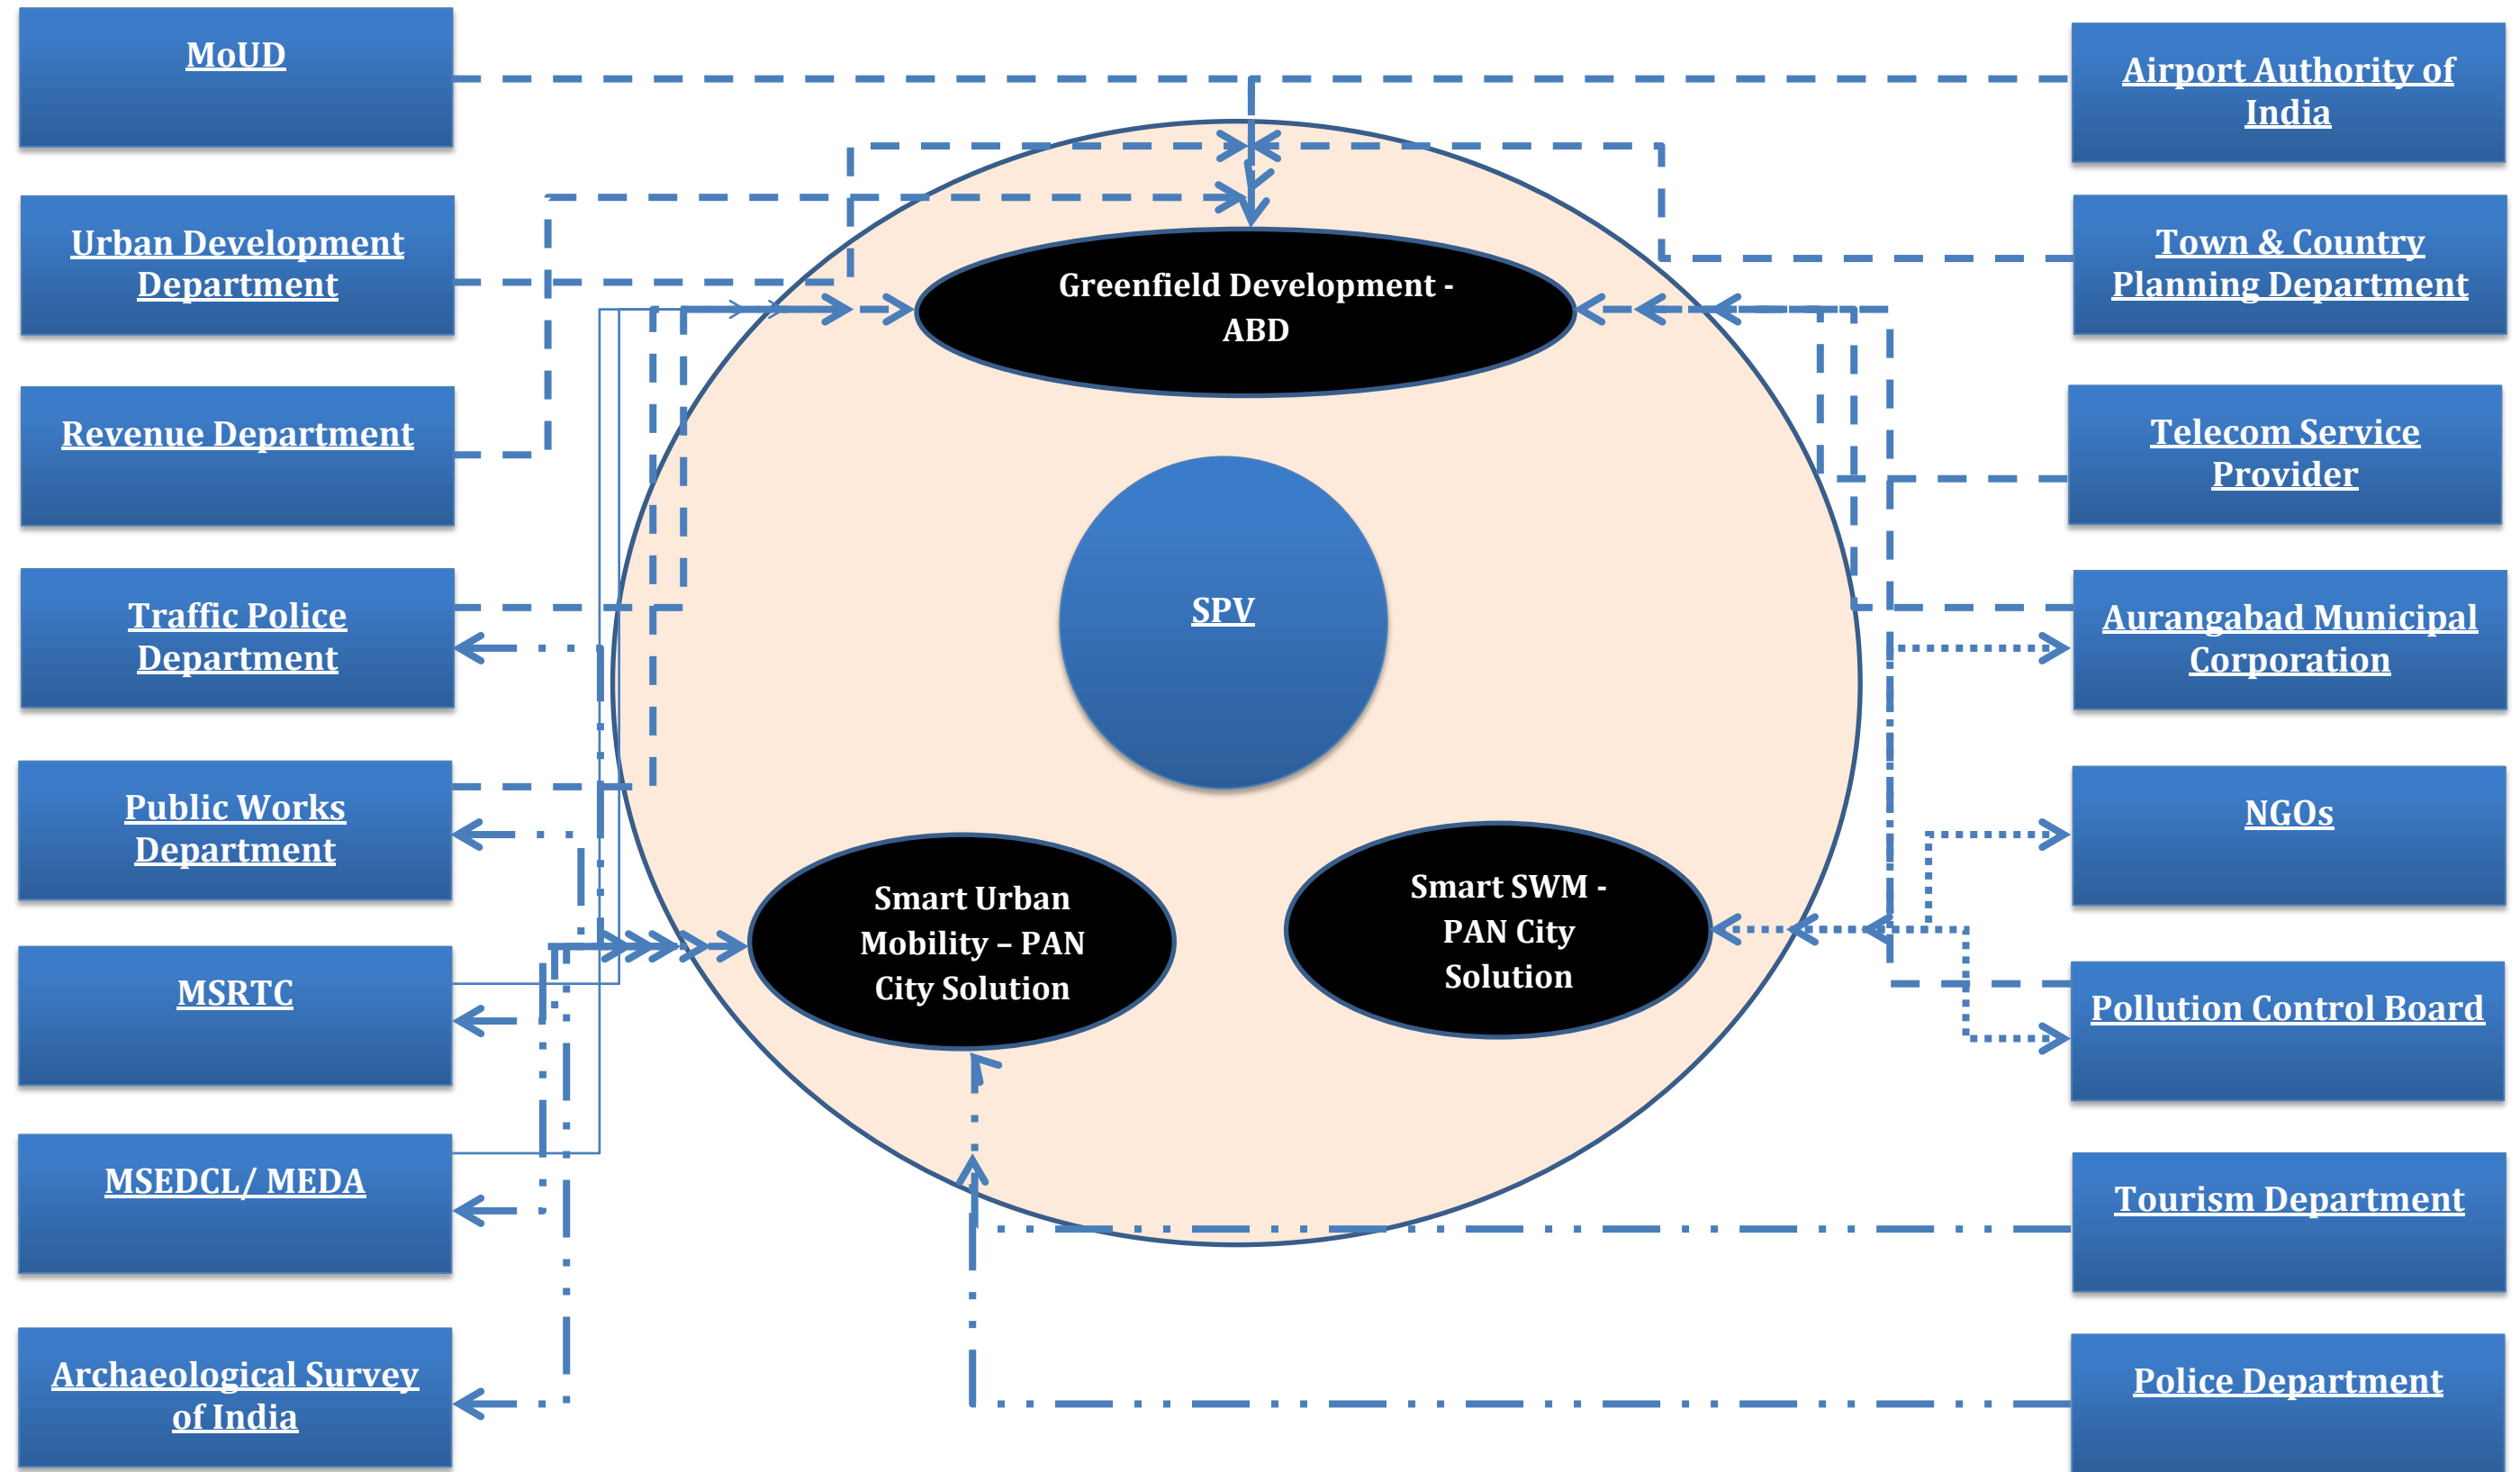 MoUD
Urban Development
Department
Revenue Department
Traffic Police
Department
Public Works
Department
MSRTC
MSEDCL/ MEDA
Archaeological Survey
of India
Greenfield Development -
ABD
SPV
Smart Urban
Mobility – PAN
City Solution
Smart SWM -
PAN City
Solution
Airport Authority of
India
Town & Country
Planning Department
Telecom Service
Provider
Aurangabad Municipal
Corporation
NGOs
Pollution Control Board
Tourism Department
Police Department